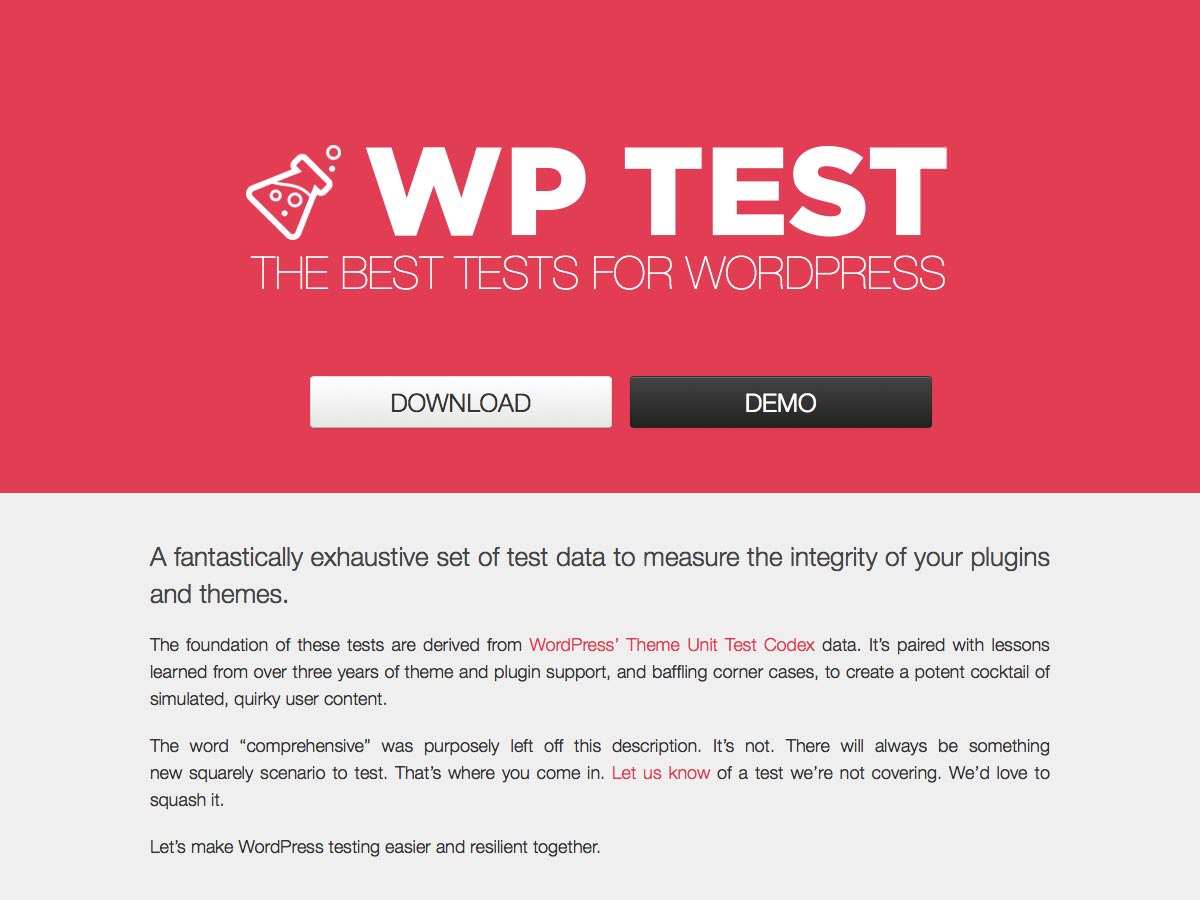 WP TEST
THE BEST TESTS FOR WORDPRESS
DOWNLOAD
DEMO
A fantastically exhaustive set of test data to measure the integrity of your plugins
and themes.
The foundation of these tests are derived from WordPress’ Theme Unit Test Codex data. It’s paired with lessons
learned from over three years of theme and plugin support, and baffling corner cases, to create a potent cocktail of
simulated, quirky user content.
The word “comprehensive” was purposely left off this description. It’s not. There will always be something
new squarely scenario to test. That’s where you come in. Let us know of a test we’re not covering. We’d love to
squash it.
Let’s make WordPress testing easier and resilient together.